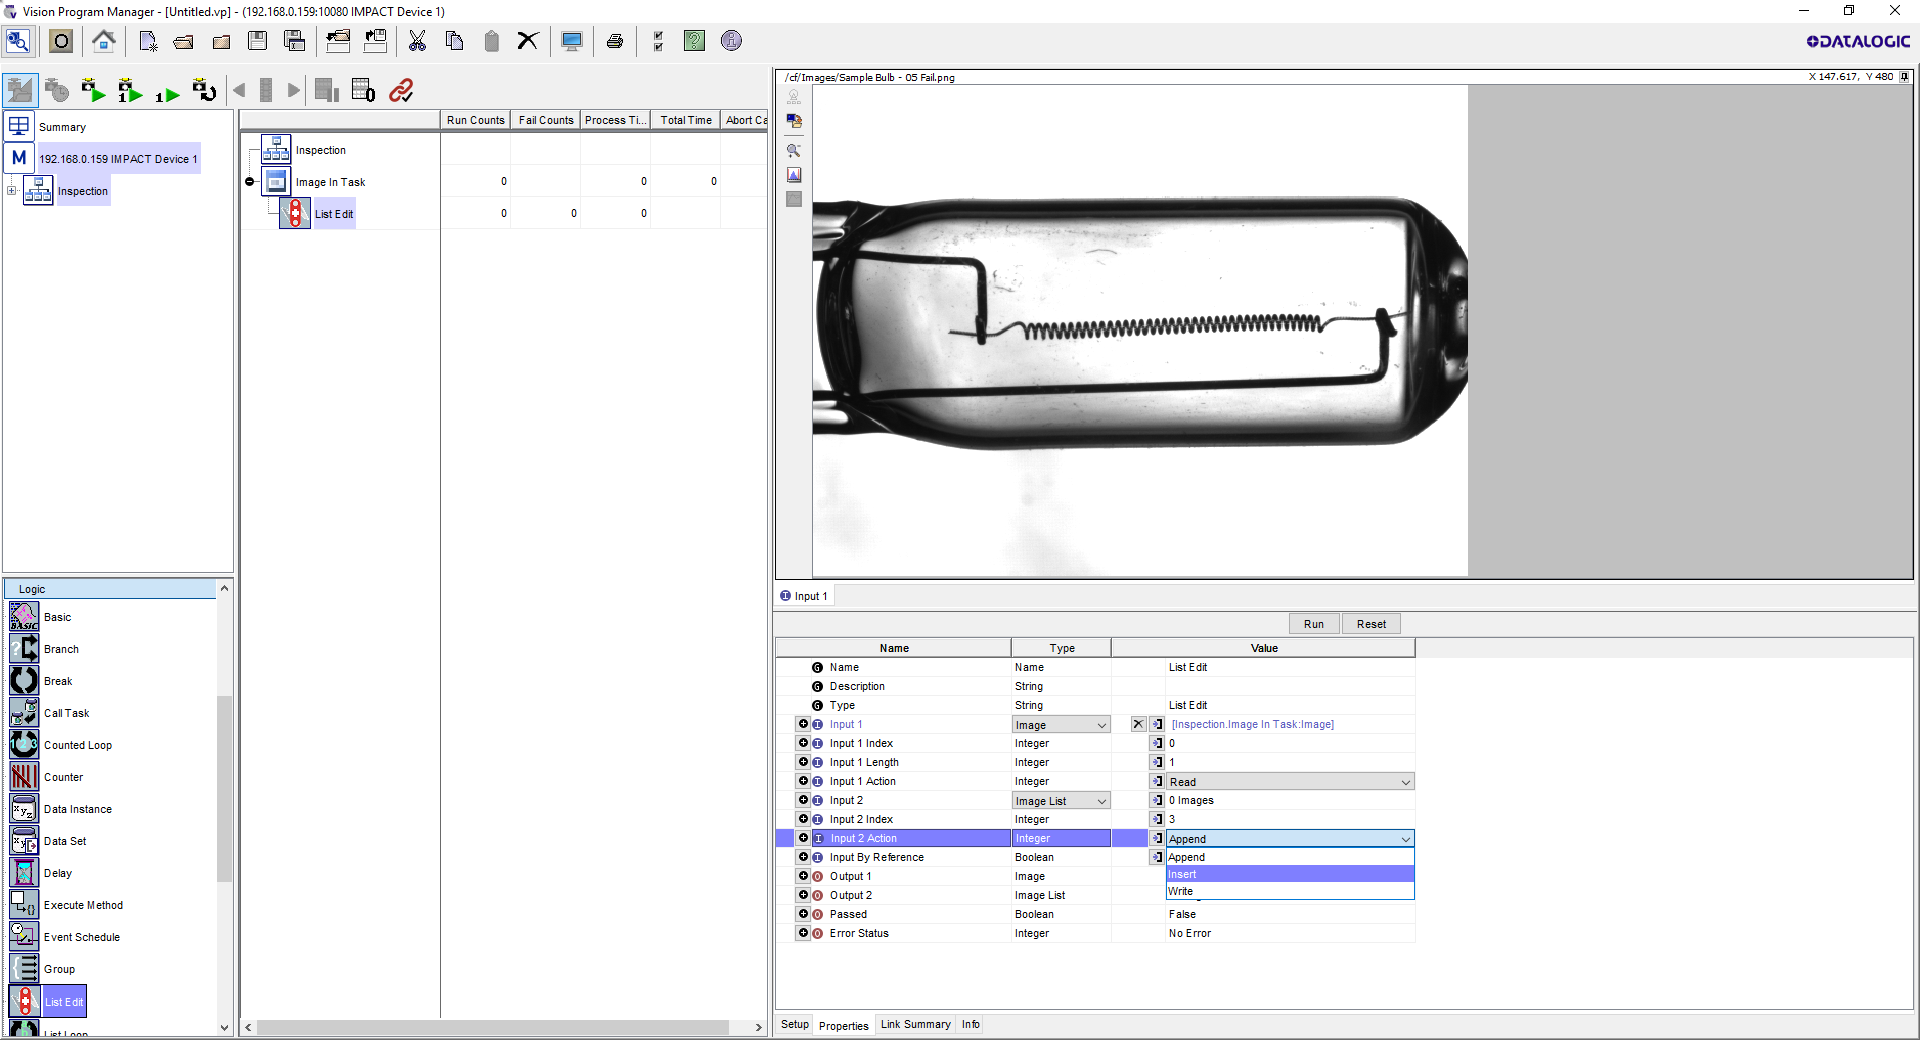 Vision Program Manager - [Untitled.vp] - (192.168.0.159:10080 IMPACT Device 1)
DATALOGIC
Summary
M
192.168.0.159 IMPACT Device 1
Inspection
Run Counts Fail Counts Process Ti... Total Time Abort Ca
Inspection
Image In Task 0 0 0
List Edit 0 0 0
Logic
Basic
Branch
Break
Call Task
Counted Loop
Counter
Data Instance
Data Set
Delay
Execute Method
Event Schedule
Group
List Edit
List Loop
/cf/Images/Sample Bulb - 05 Fail.png
X 147.617, Y 480
Input 1
Run Reset
Name Type Value
Name Name List Edit
Description String
Type String List Edit
Input 1 Image [Inspection.Image In Task:Image]
Input 1 Index Integer 0
Input 1 Length Integer 1
Input 1 Action Integer Read
Input 2 Image List 0 Images
Input 2 Index Integer 3
Input 2 Action Integer Append
Input By Reference Boolean Append
Insert
Output 1 Image
Output 2 Image List Write
Passed Boolean False
Error Status Integer No Error
Setup Properties Link Summary Info